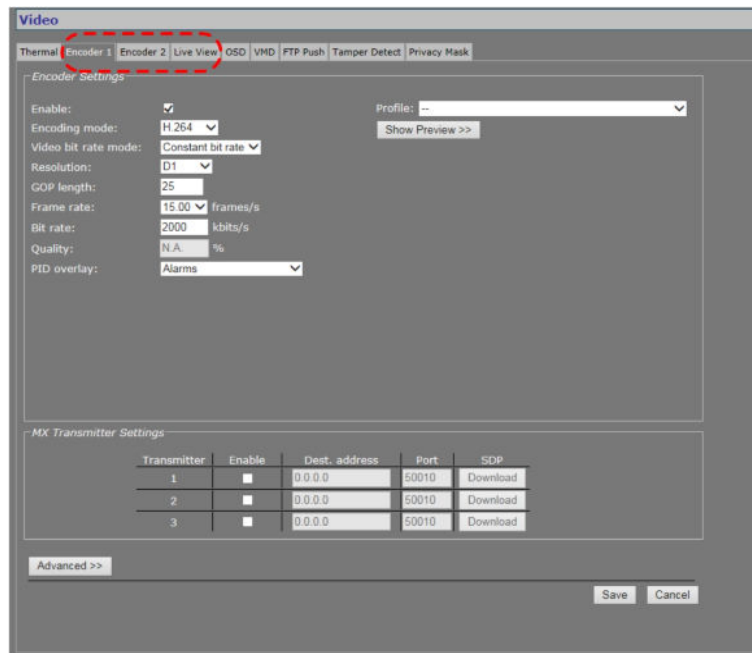 Video
Thermal Encoder 1 Encoder 2 Live View OSD VMD FTP Push Tamper Detect Privacy Mask
Encoder Settings
Enable: Profile: --
Encoding mode: H.264 Show Preview >>
Video bit rate mode: Constant bit rate
Resolution: D1
GOP length: 25
Frame rate: 15.00 frames/s
Bit rate: 2000 kbits/s
Quality: N.A. %
PID overlay: Alarms
MX Transmitter Settings
Transmitter Enable Dest. address Port SDP
1 0.0.0.0 50010 Download
2 0.0.0.0 50010 Download
3 0.0.0.0 50010 Download
Advanced >>
Save Cancel